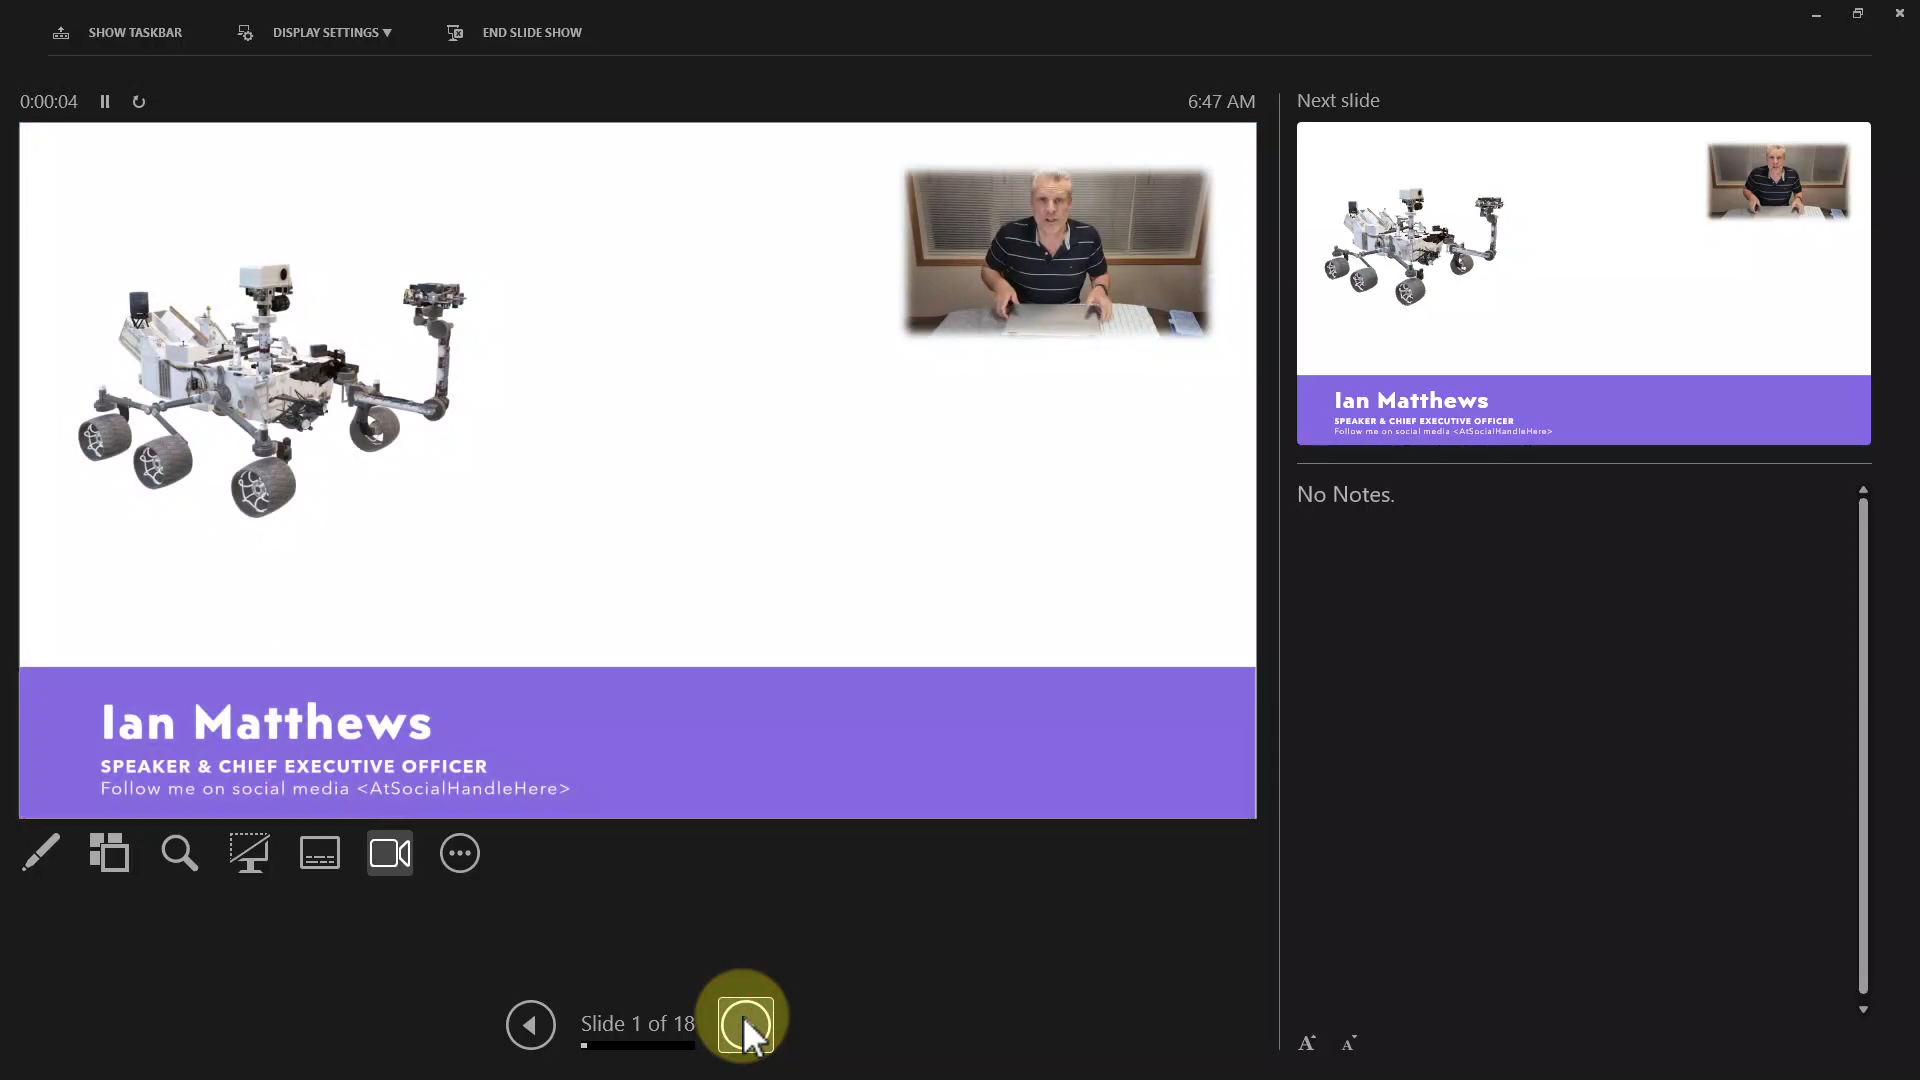 SHOW TASKBAR
DISPLAY SETTINGS ▼
END SLIDE SHOW
0:00:04
6:47 AM
Next slide
Ian Matthews
SPEAKER & CHIEF EXECUTIVE OFFICER
Follow me on social media <AtSocialHandleHere>
Ian Matthews
SPEAKER & CHIEF EXECUTIVE OFFICER
Follow me on social media <AtSocialHandleHere>
No Notes.
Slide 1 of 18
A A